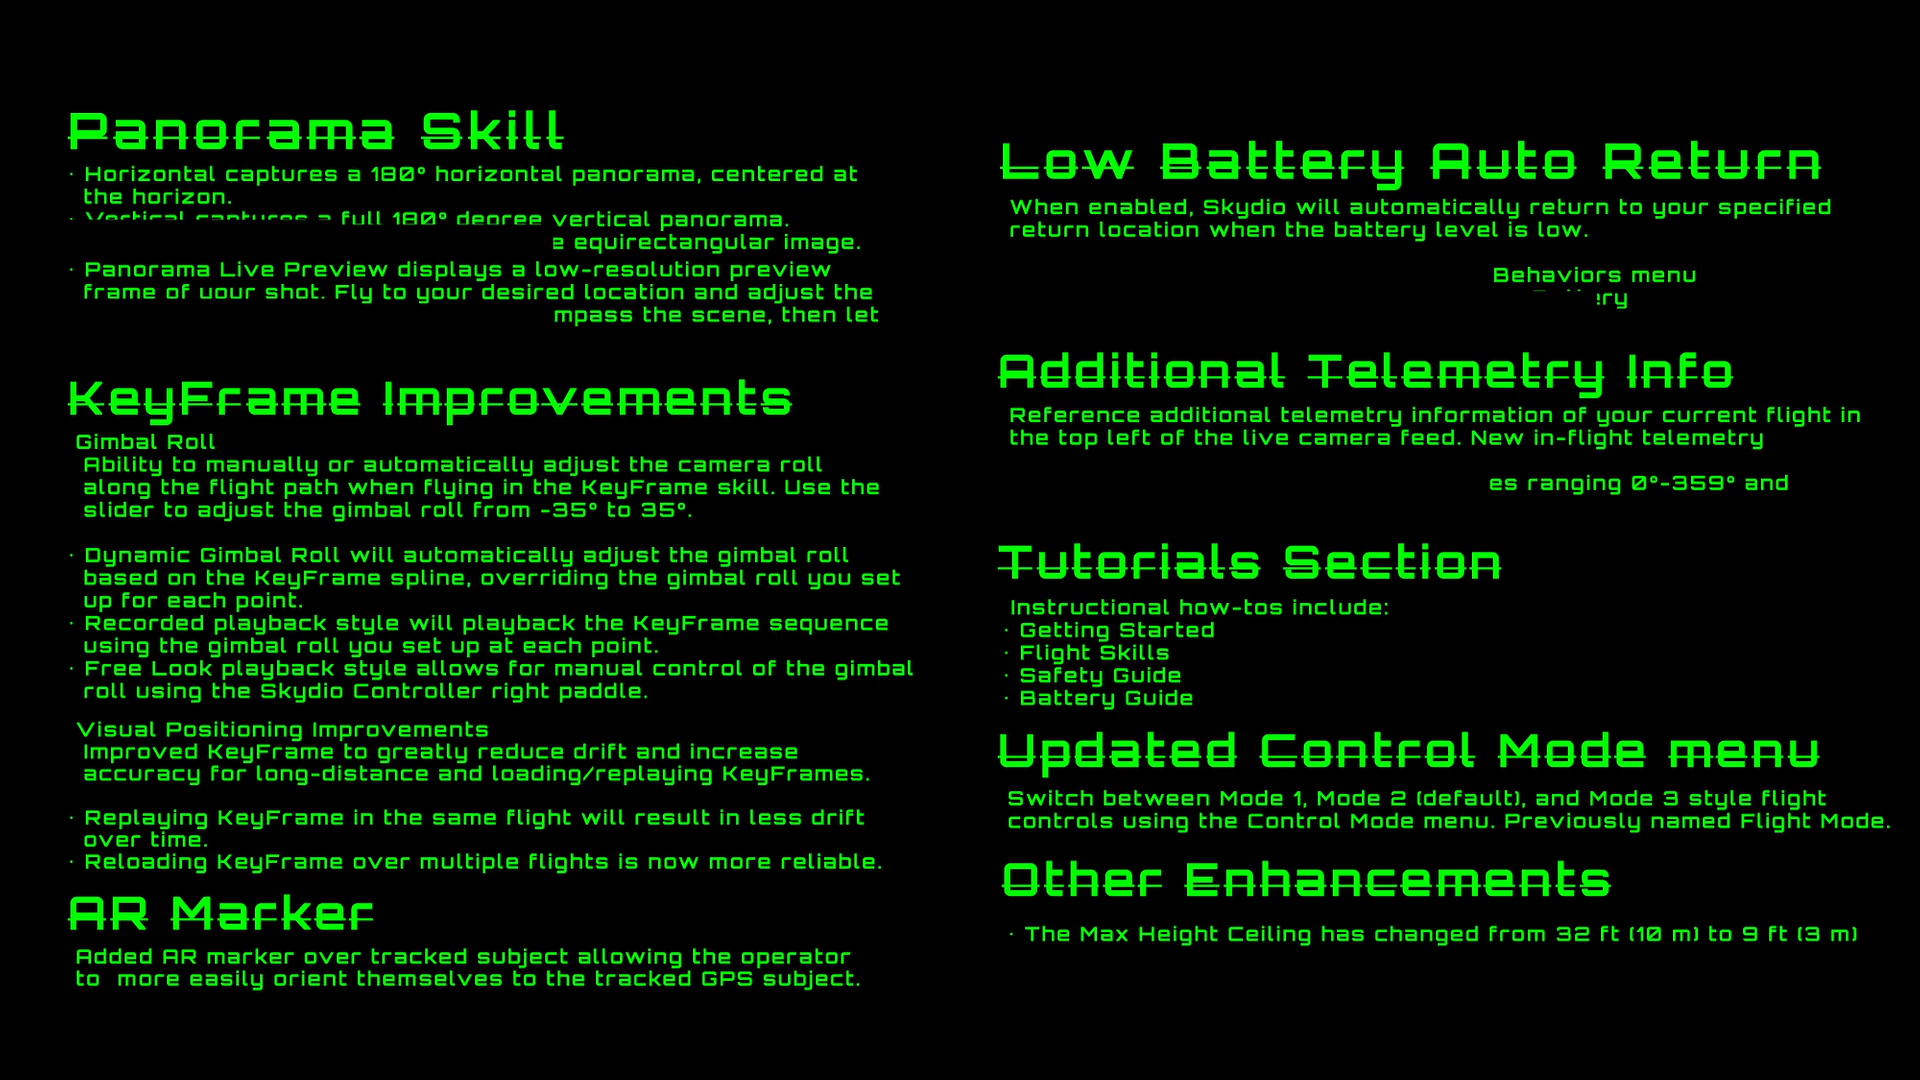 Panorama Skill
· Horizontal captures a 180° horizontal panorama, centered at
the horizon.
· Vertical captures a full 180° degree vertical panorama.
equirectangular image.
· Panorama Live Preview displays a low-resolution preview
frame of your shot. Fly to your desired location and adjust the
the scene, then let
KeyFrame Improvements
Gimbal Roll
Ability to manually or automatically adjust the camera roll
along the flight path when flying in the KeyFrame skill. Use the
slider to adjust the gimbal roll from -35° to 35°.
· Dynamic Gimbal Roll will automatically adjust the gimbal roll
based on the KeyFrame spline, overriding the gimbal roll you set
up for each point.
· Recorded playback style will playback the KeyFrame sequence
using the gimbal roll you set up at each point.
· Free Look playback style allows for manual control of the gimbal
roll using the Skydio Controller right paddle.
Visual Positioning Improvements
Improved KeyFrame to greatly reduce drift and increase
accuracy for long-distance and loading/replaying KeyFrames.
· Replaying KeyFrame in the same flight will result in less drift
over time.
· Reloading KeyFrame over multiple flights is now more reliable.
AR Marker
Added AR marker over tracked subject allowing the operator
to more easily orient themselves to the tracked GPS subject.
Low Battery Auto Return
When enabled, Skydio will automatically return to your specified
return location when the battery level is low.
Behaviors menu
Additional Telemetry Info
Reference additional telemetry information of your current flight in
the top left of the live camera feed. New in-flight telemetry
ranging 0°-359° and
Tutorials Section
Instructional how-tos include:
· Getting Started
· Flight Skills
· Safety Guide
· Battery Guide
Updated Control Mode menu
Switch between Mode 1, Mode 2 (default), and Mode 3 style flight
controls using the Control Mode menu. Previously named Flight Mode.
Other Enhancements
· The Max Height Ceiling has changed from 32 ft (10 m) to 9 ft (3 m)